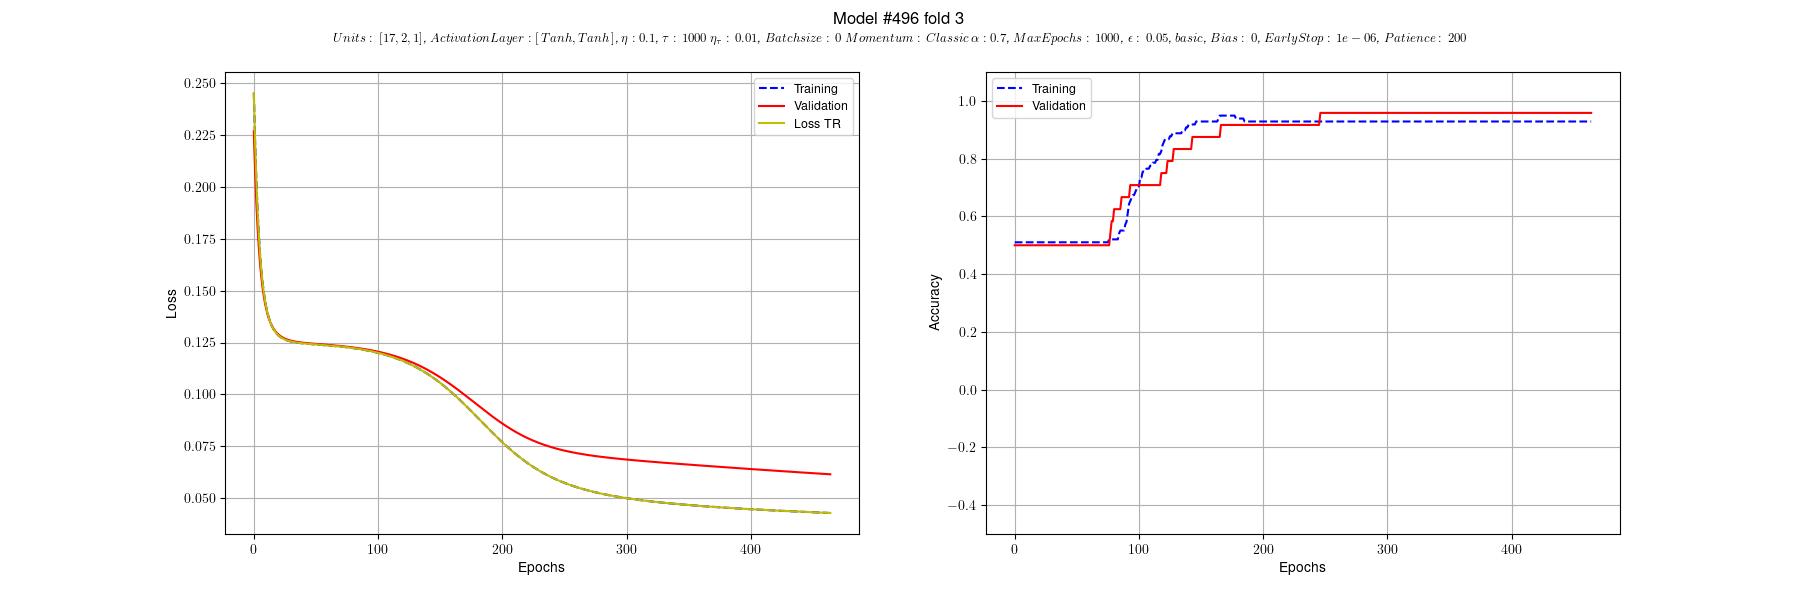 Model #496 fold 3
Units : [17, 2, 1], ActivationLayer : [Tanh, Tanh], η : 0.1, τ : 1000 η_τ : 0.01, Batchsize : 0 Momentum : Classic α : 0.7, MaxEpochs : 1000, ϵ : 0.05, basic, Bias : 0, EarlyStop : 1e − 06, Patience : 200
0.250
0.225
0.200
0.175
0.150
0.125
0.100
0.075
0.050
Loss
Training
Validation
Loss TR
0 100 200 300 400
Epochs
1.0
0.8
0.6
0.4
0.2
0.0
−0.2
−0.4
Accuracy
Training
Validation
0 100 200 300 400
Epochs